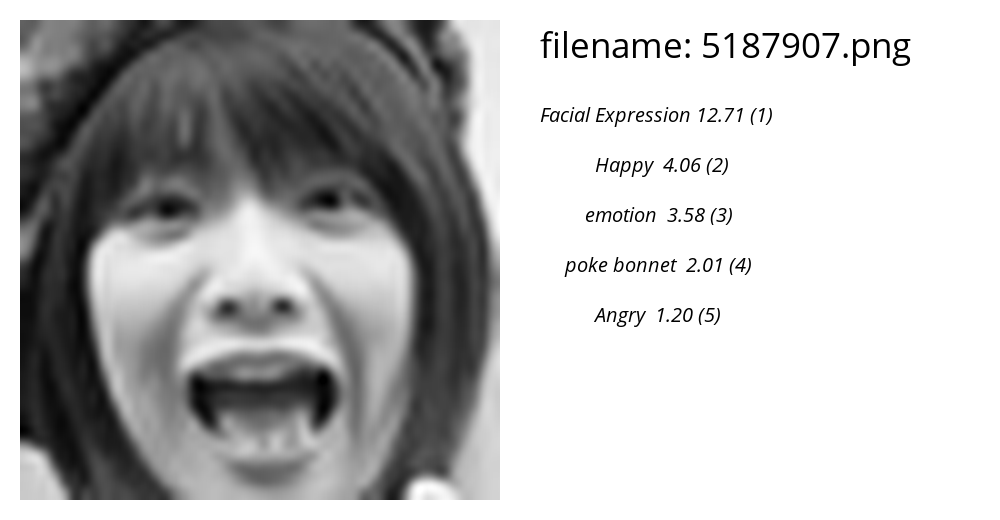 filename: 5187907.png
Facial Expression 12.71 (1)
Happy 4.06 (2)
emotion 3.58 (3)
poke bonnet 2.01 (4)
Angry 1.20 (5)